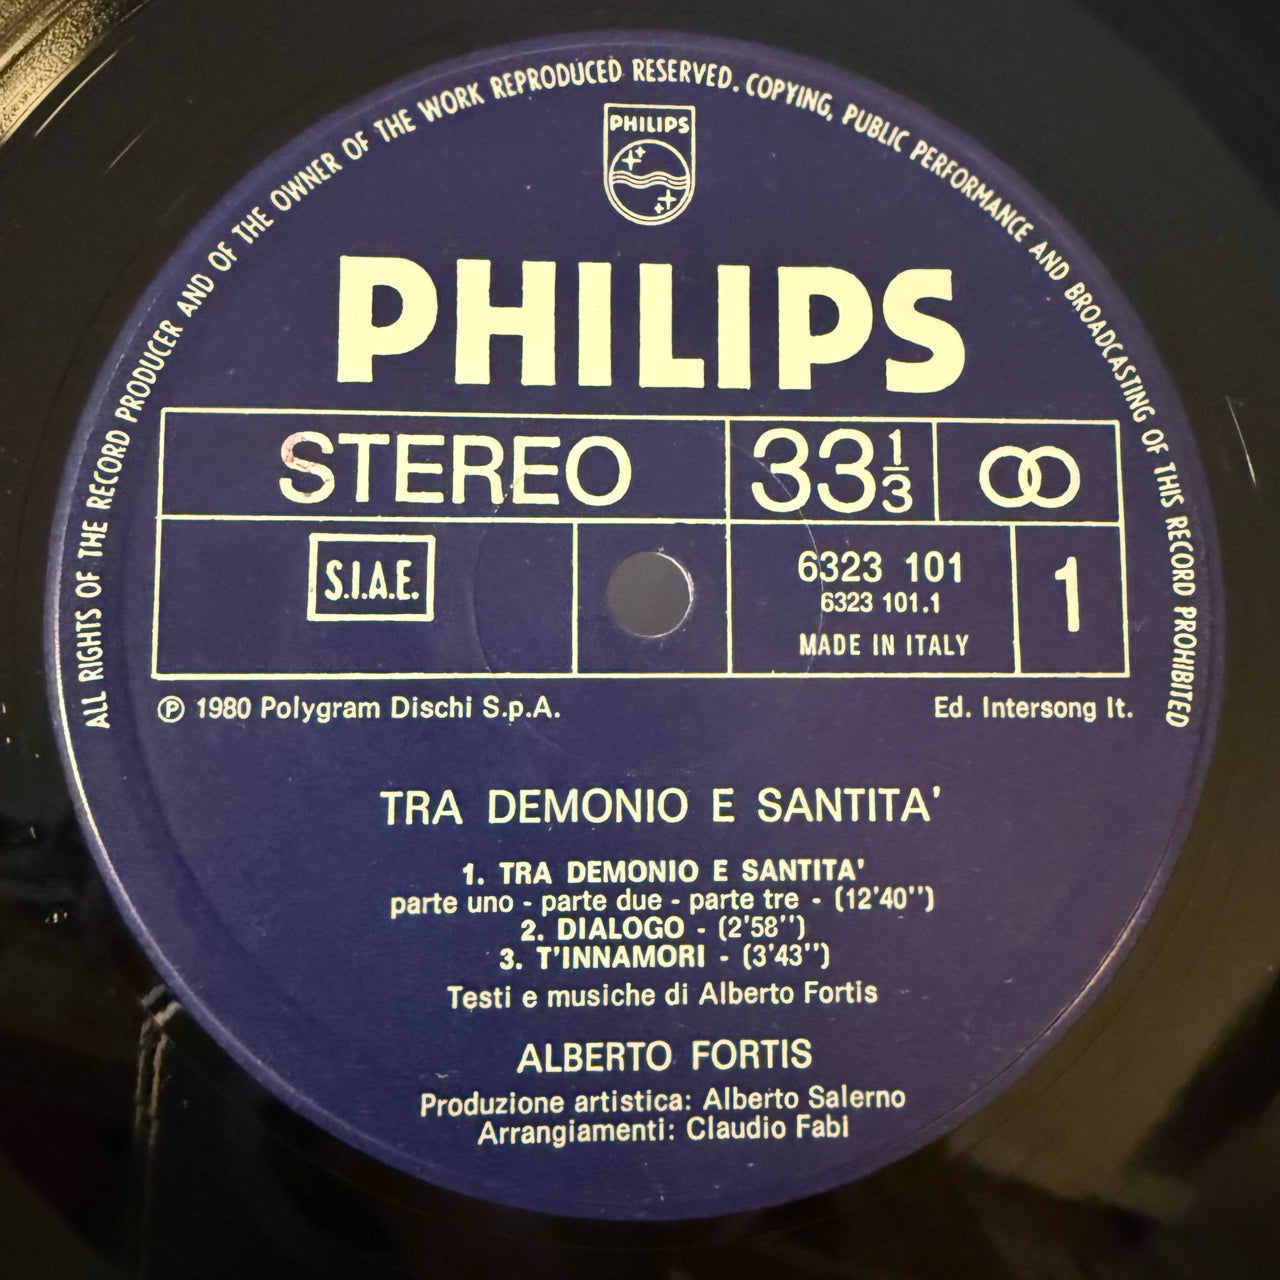 ALL RIGHTS OF THE RECORD PRODUCER AND OF THE OWNER OF THE WORK REPRODUCED RESERVED. COPYING, PUBLIC PERFORMANCE AND BROADCASTING OF THIS RECORD PROHIBITED
PHILIPS
PHILIPS
STEREO
33 1/3
S.I.A.E.
6323 101
6323 101.1
MADE IN ITALY
1
Ⓟ 1980 Polygram Dischi S.p.A.
Ed. Intersong It.
TRA DEMONIO E SANTITA'
1. TRA DEMONIO E SANTITA'
parte uno - parte due - parte tre - (12'40'')
2. DIALOGO - (2'58'')
3. T'INNAMORI - (3'43'')
Testi e musiche di Alberto Fortis
ALBERTO FORTIS
Produzione artistica: Alberto Salerno
Arrangiamenti: Claudio Fabi